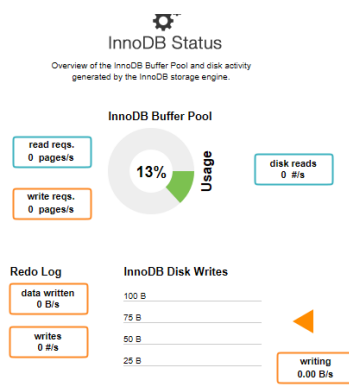 InnoDB Status
Overview of the InnoDB Buffer Pool and disk activity
generated by the InnoDB storage engine.
InnoDB Buffer Pool
read reqs.
0 pages/s
13%
Usage
disk reads
0 #/s
write reqs.
0 pages/s
Redo Log
InnoDB Disk Writes
data written
0 B/s
100 B
75 B
writes
0 #/s
50 B
25 B
writing
0.00 B/s